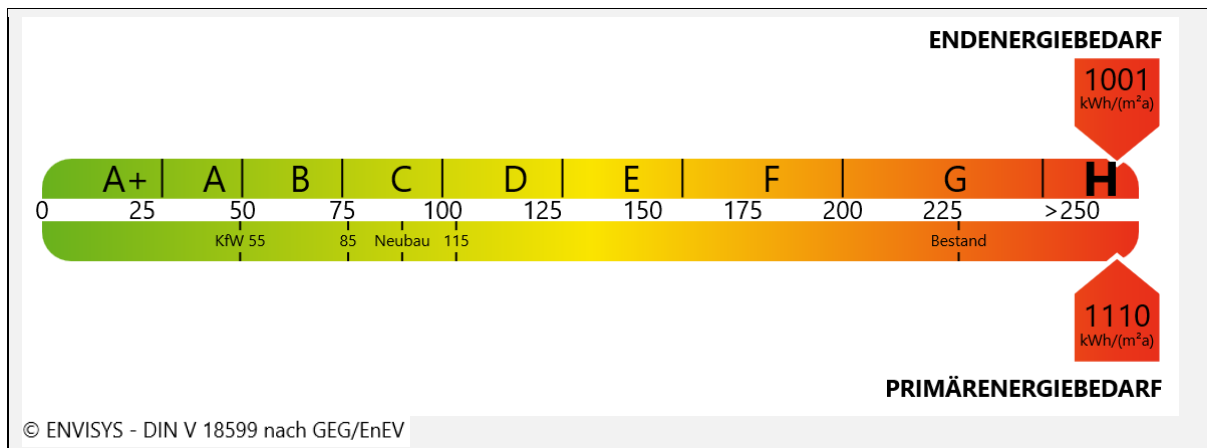 ENDENERGIEBEDARF
1001
kWh/(m²a)
A+ A B C D E F G H
0 25 50 75 100 125 150 175 200 225 >250
KfW 55 85 Neubau 115 Bestand
1110
kWh/(m²a)
PRIMÄRENERGIEBEDARF
© ENVISYS - DIN V 18599 nach GEG/EnEV